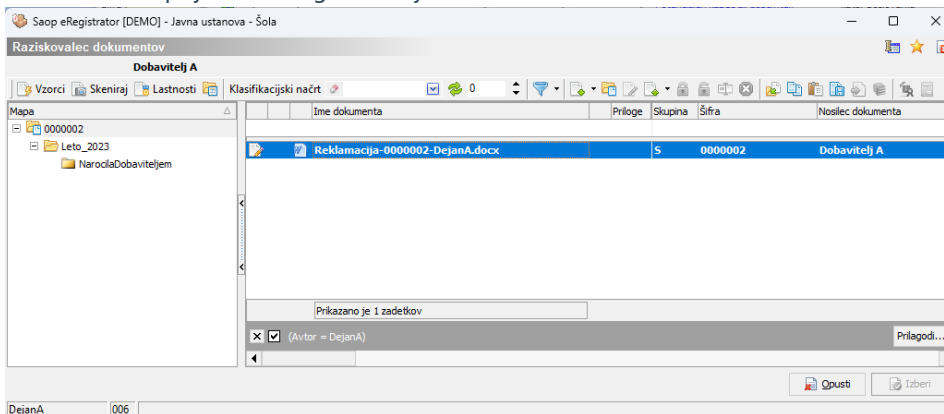 Saop eRegistrator [DEMO] - Javna ustanova - Šola
Raziskovalec dokumentov
Dobavitelj A
Vzorci Skeniraj Lastnosti Klasifikacijski načrt 0
Mapa Ime dokumenta Priloge Skupina Šifra Nosilec dokumenta
0000002
Leto_2023 Reklamacija-0000002-DejanA.docx S 0000002 Dobavitelj A
NarocilaDobaviteljem
Prikazano je 1 zadetkov
(Avtor = DejanA) Prilagodi...
Opusti Izberi
DejanA 006